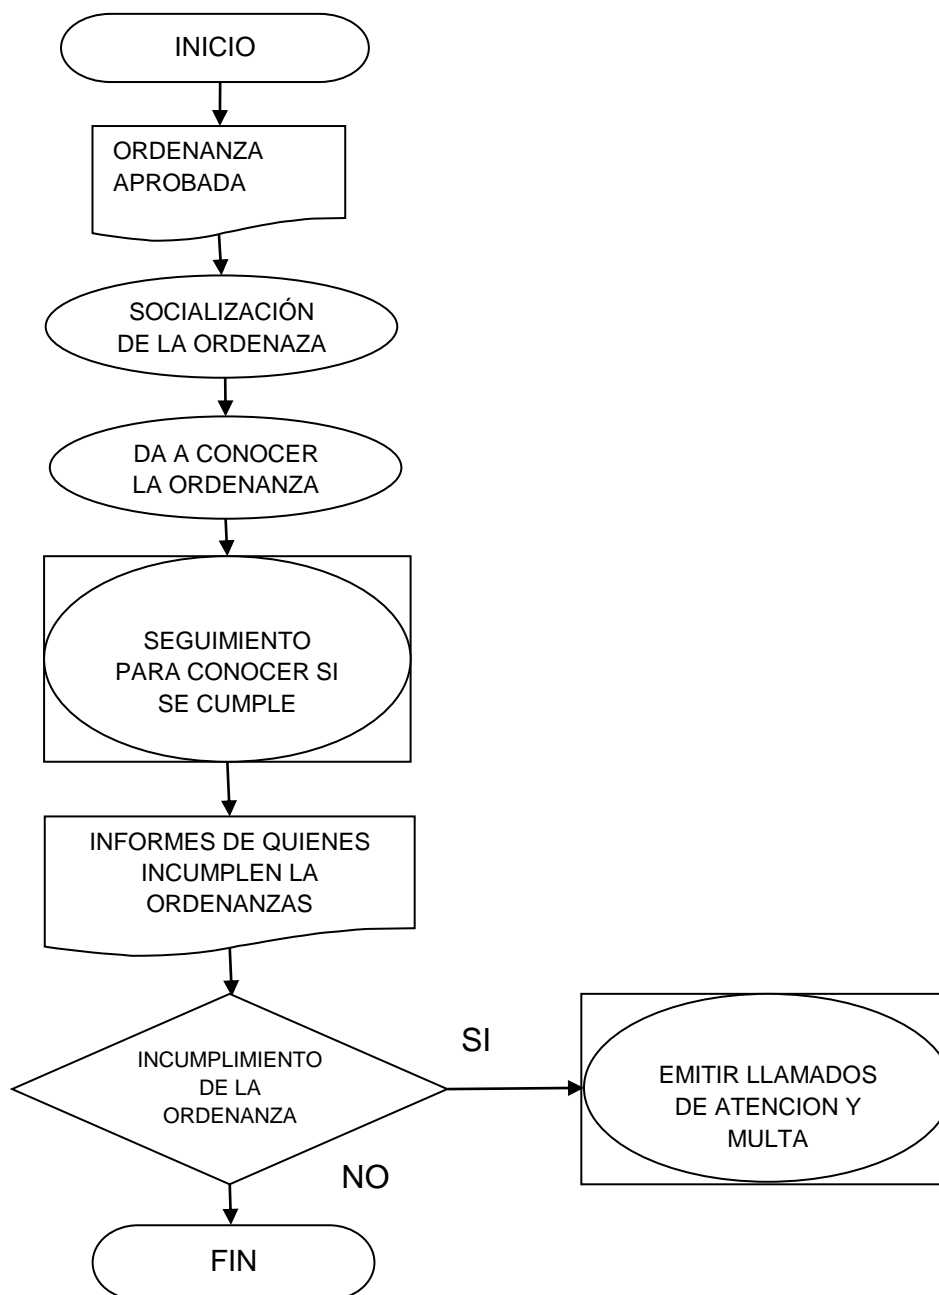 INICIO
ORDENANZA
APROBADA
SOCIALIZACIÓN
DE LA ORDENAZA
DA A CONOCER
LA ORDENANZA
SEGUIMIENTO
PARA CONOCER SI
SE CUMPLE
INFORMES DE QUIENES
INCUMPLEN LA
ORDENANZAS
INCUMPLIMIENTO
DE LA
ORDENANZA
SI
EMITIR LLAMADOS
DE ATENCION Y
MULTA
NO
FIN